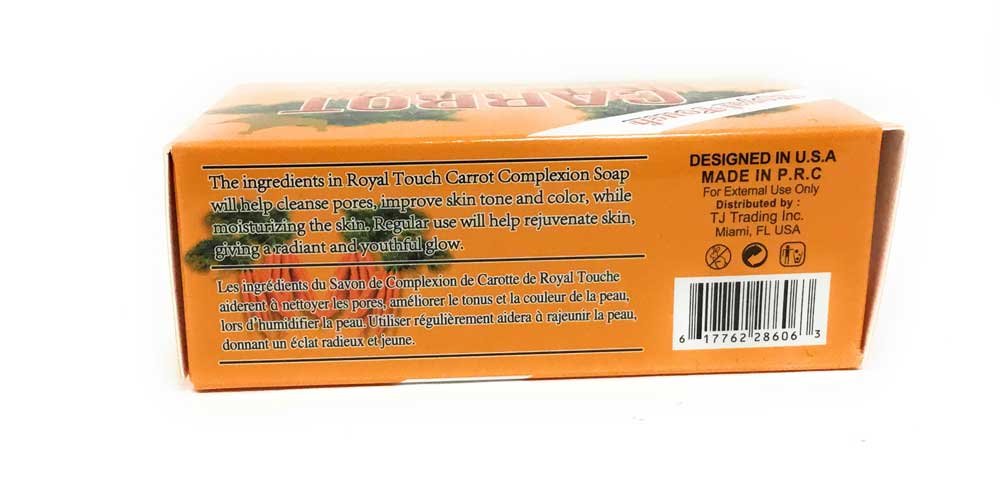 CARROT
Royal Touch
The ingredients in Royal Touch Carrot Complexion Soap
will help cleanse pores, improve skin tone and color, while
moisturizing the skin. Regular use will help rejuvenate skin,
giving a radiant and youthful glow.
Les ingrédients du Savon de Complexion de Carotte de Royal Touche
aiderent à nettoyer les pores, améliorer le tonus et la couleur de la peau,
lors d'humidifier la peau. Utiliser régulièrement aidera à rajeunir la peau,
donnant un éclat radieux et jeune.
DESIGNED IN U.S.A
MADE IN P.R.C
For External Use Only
Distributed by :
TJ Trading Inc.
Miami, FL USA
6 17762 28606 3